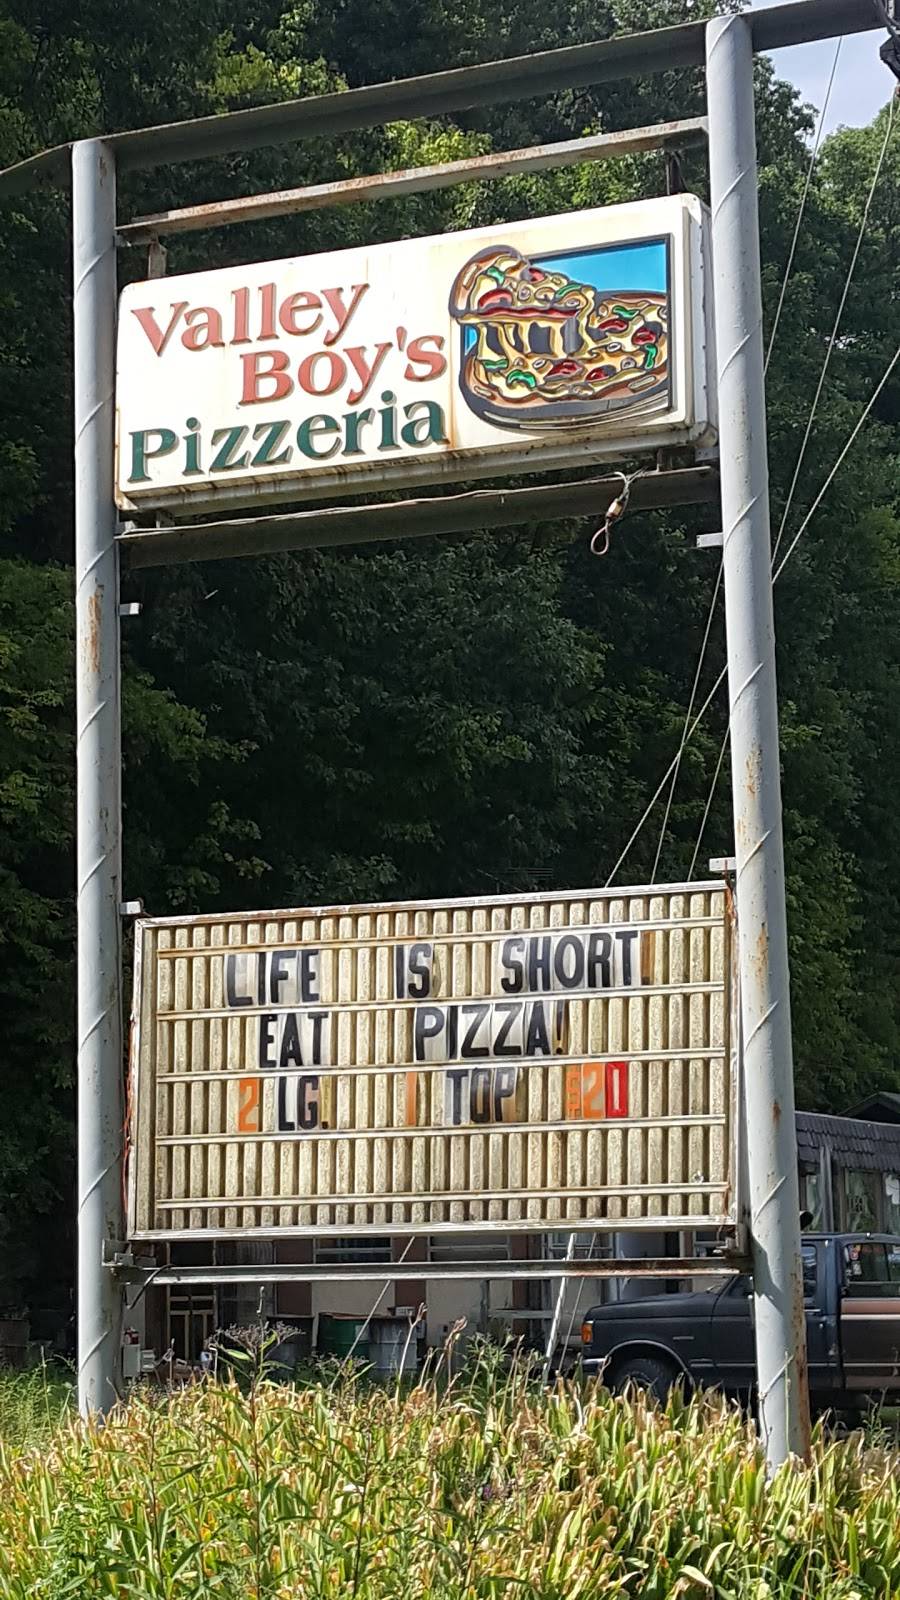 Valley
Boy's
Pizzeria
LIFE IS SHORT!
EAT PIZZA!
2 LG. 1 TOP $20